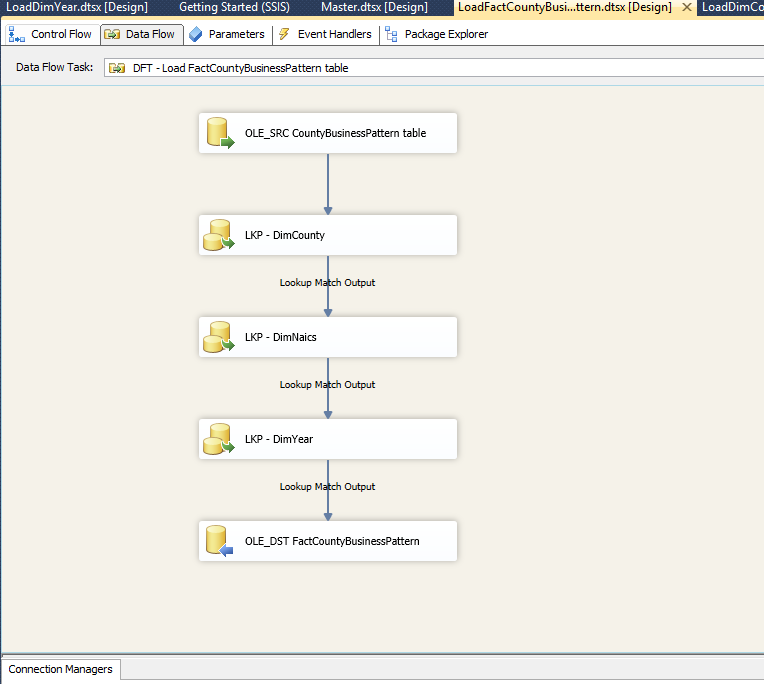 LoadDimYear.dtsx [Design] Getting Started (SSIS) Master.dtsx [Design] LoadFactCountyBusi...ttern.dtsx [Design] LoadDimCo
Control Flow Data Flow Parameters Event Handlers Package Explorer
Data Flow Task: DFT - Load FactCountyBusinessPattern table
OLE_SRC CountyBusinessPattern table
LKP - DimCounty
Lookup Match Output
LKP - DimNaics
Lookup Match Output
LKP - DimYear
Lookup Match Output
OLE_DST FactCountyBusinessPattern
Connection Managers